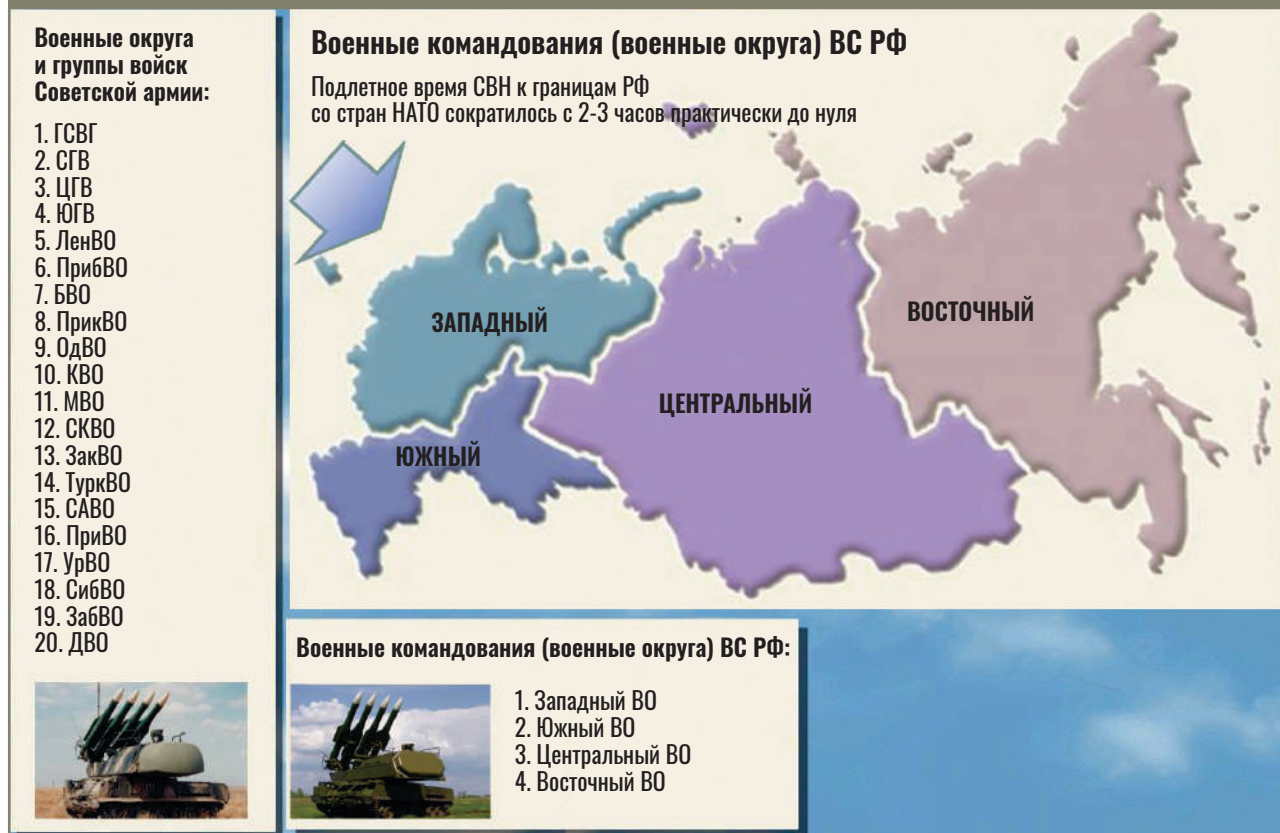 Военные округа
и группы войск
Советской армии:
1. ГСВГ
2. СГВ
3. ЦГВ
4. ЮГВ
5. ЛенВО
6. ПрибВО
7. БВО
8. ПрикВО
9. ОдВО
10. КВО
11. МВО
12. СКВО
13. ЗакВО
14. ТуркВО
15. САВО
16. ПриВО
17. УрВО
18. СибВО
19. ЗабВО
20. ДВО
Военные командования (военные округа) ВС РФ
Подлетное время СВН к границам РФ
со стран НАТО сократилось с 2-3 часов практически до нуля
ЗАПАДНЫЙ
ВОСТОЧНЫЙ
ЦЕНТРАЛЬНЫЙ
ЮЖНЫЙ
Военные командования (военные округа) ВС РФ:
1. Западный ВО
2. Южный ВО
3. Центральный ВО
4. Восточный ВО